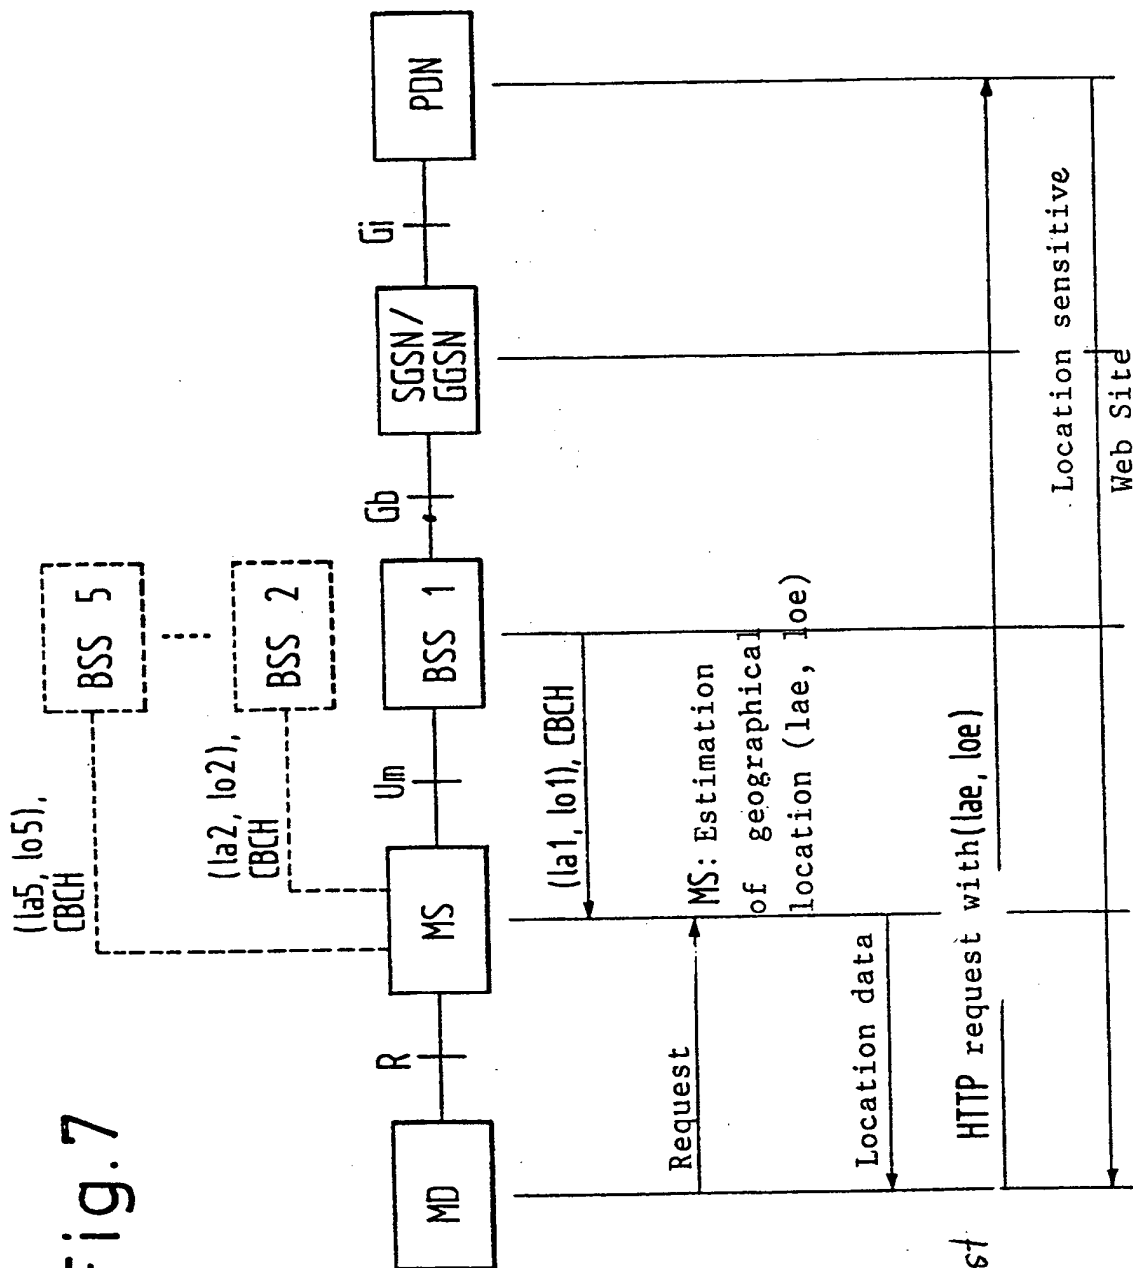 Fig.7
(la5, lo5),
CBCH
BSS 5
(la2, lo2),
CBCH
BSS 2
MD
R
MS
Um
BSS 1
Gb
SGSN/
GGSN
Gi
PDN
(la1, lo1), CBCH
Request
MS: Estimation
of geographical
location (lae, loe)
Location data
HTTP request with(lae, loe)
Location sensitive
Web Site
st